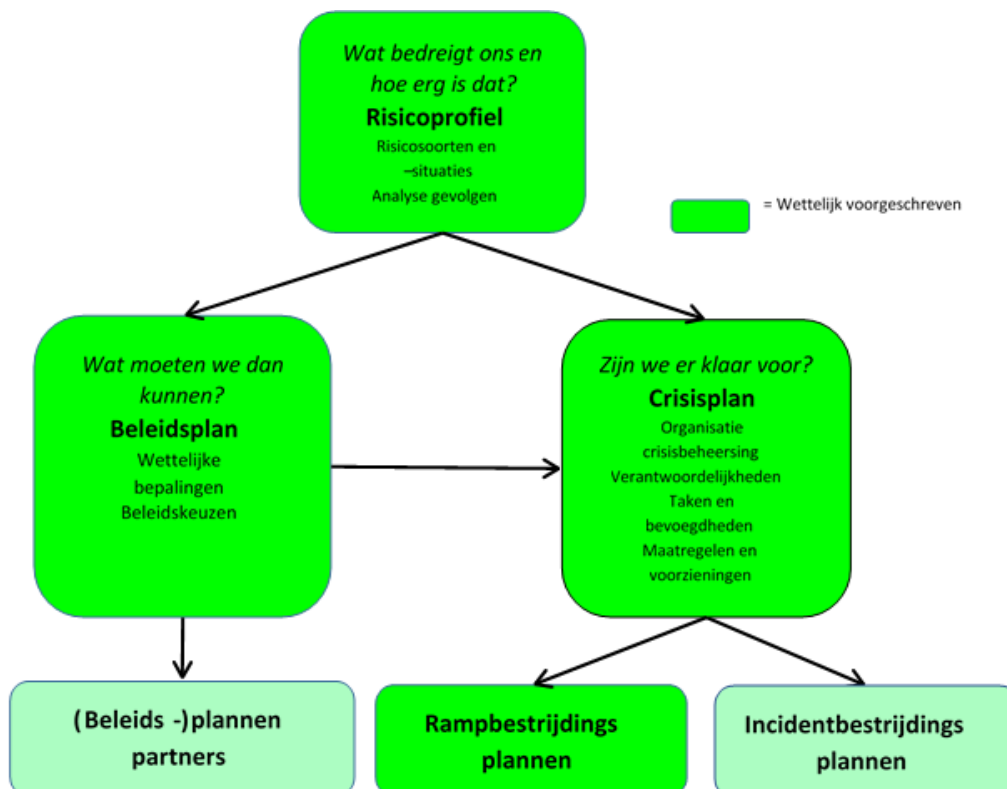 Wat bedreigt ons en
hoe erg is dat?
Risicoprofiel
Risicosoorten en
–situaties
Analyse gevolgen
= Wettelijk voorgeschreven
Wat moeten we dan
kunnen?
Beleidsplan
Wettelijke
bepalingen
Beleidskeuzen
Zijn we er klaar voor?
Crisisplan
Organisatie
crisisbeheersing
Verantwoordelijkheden
Taken en
bevoegdheden
Maatregelen en
voorzieningen
(Beleids -)plannen
partners
Rampbestrijdings
plannen
Incidentbestrijdings
plannen